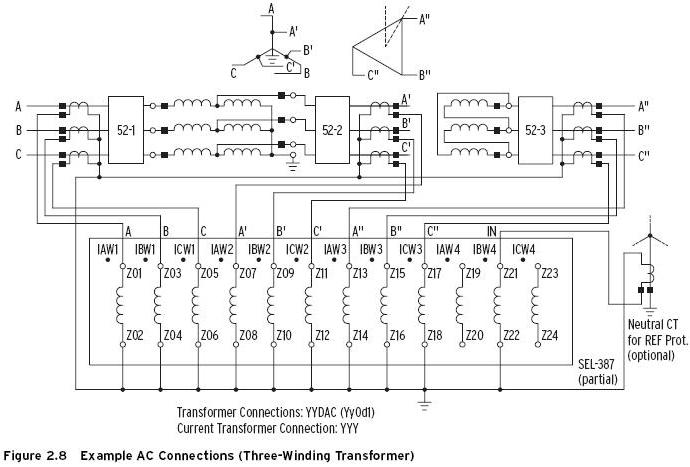 A
A'
B'
C
C'
B
A"
C"
B"
A
B
C
52-1
52-2
A'
B'
C'
52-3
A"
B"
C"
A B C A' B' C' A" B" C" IN
IAW1 IBW1 ICW1 IAW2 IBW2 ICW2 IAW3 IBW3 ICW3 IAW4 IBW4 ICW4
Z01 Z03 Z05 Z07 Z09 Z11 Z13 Z15 Z17 Z19 Z21 Z23
Z02 Z04 Z06 Z08 Z10 Z12 Z14 Z16 Z18 Z20 Z22 Z24
Neutral CT
for REF Prot.
(optional)
SEL-387
(partial)
Transformer Connections: YYDAC (Yy0d1)
Current Transformer Connection: YYY
Figure 2.8 Example AC Connections (Three-Winding Transformer)